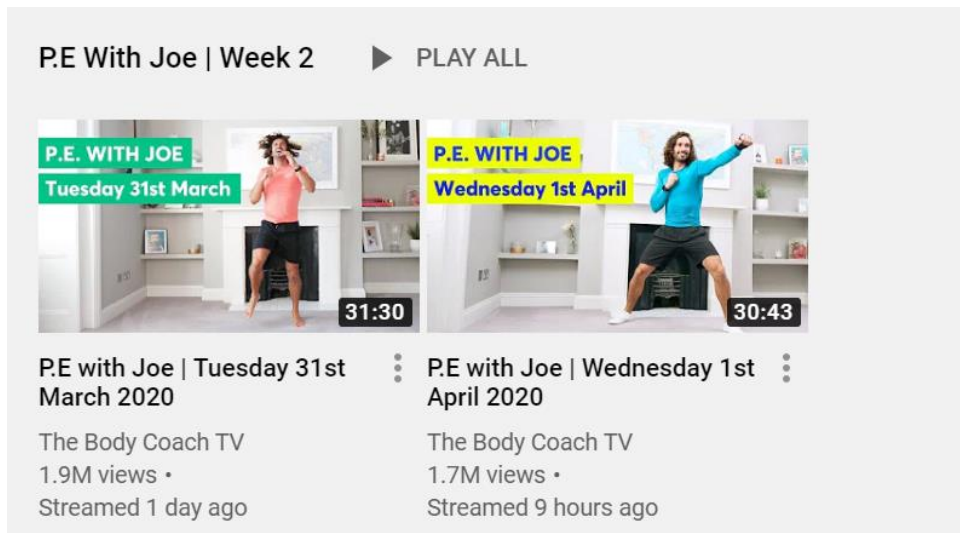 P.E With Joe | Week 2
PLAY ALL
P.E. WITH JOE
Tuesday 31st March
31:30
P.E. WITH JOE
Wednesday 1st April
30:43
P.E with Joe | Tuesday 31st
March 2020
The Body Coach TV
1.9M views •
Streamed 1 day ago
P.E with Joe | Wednesday 1st
April 2020
The Body Coach TV
1.7M views •
Streamed 9 hours ago